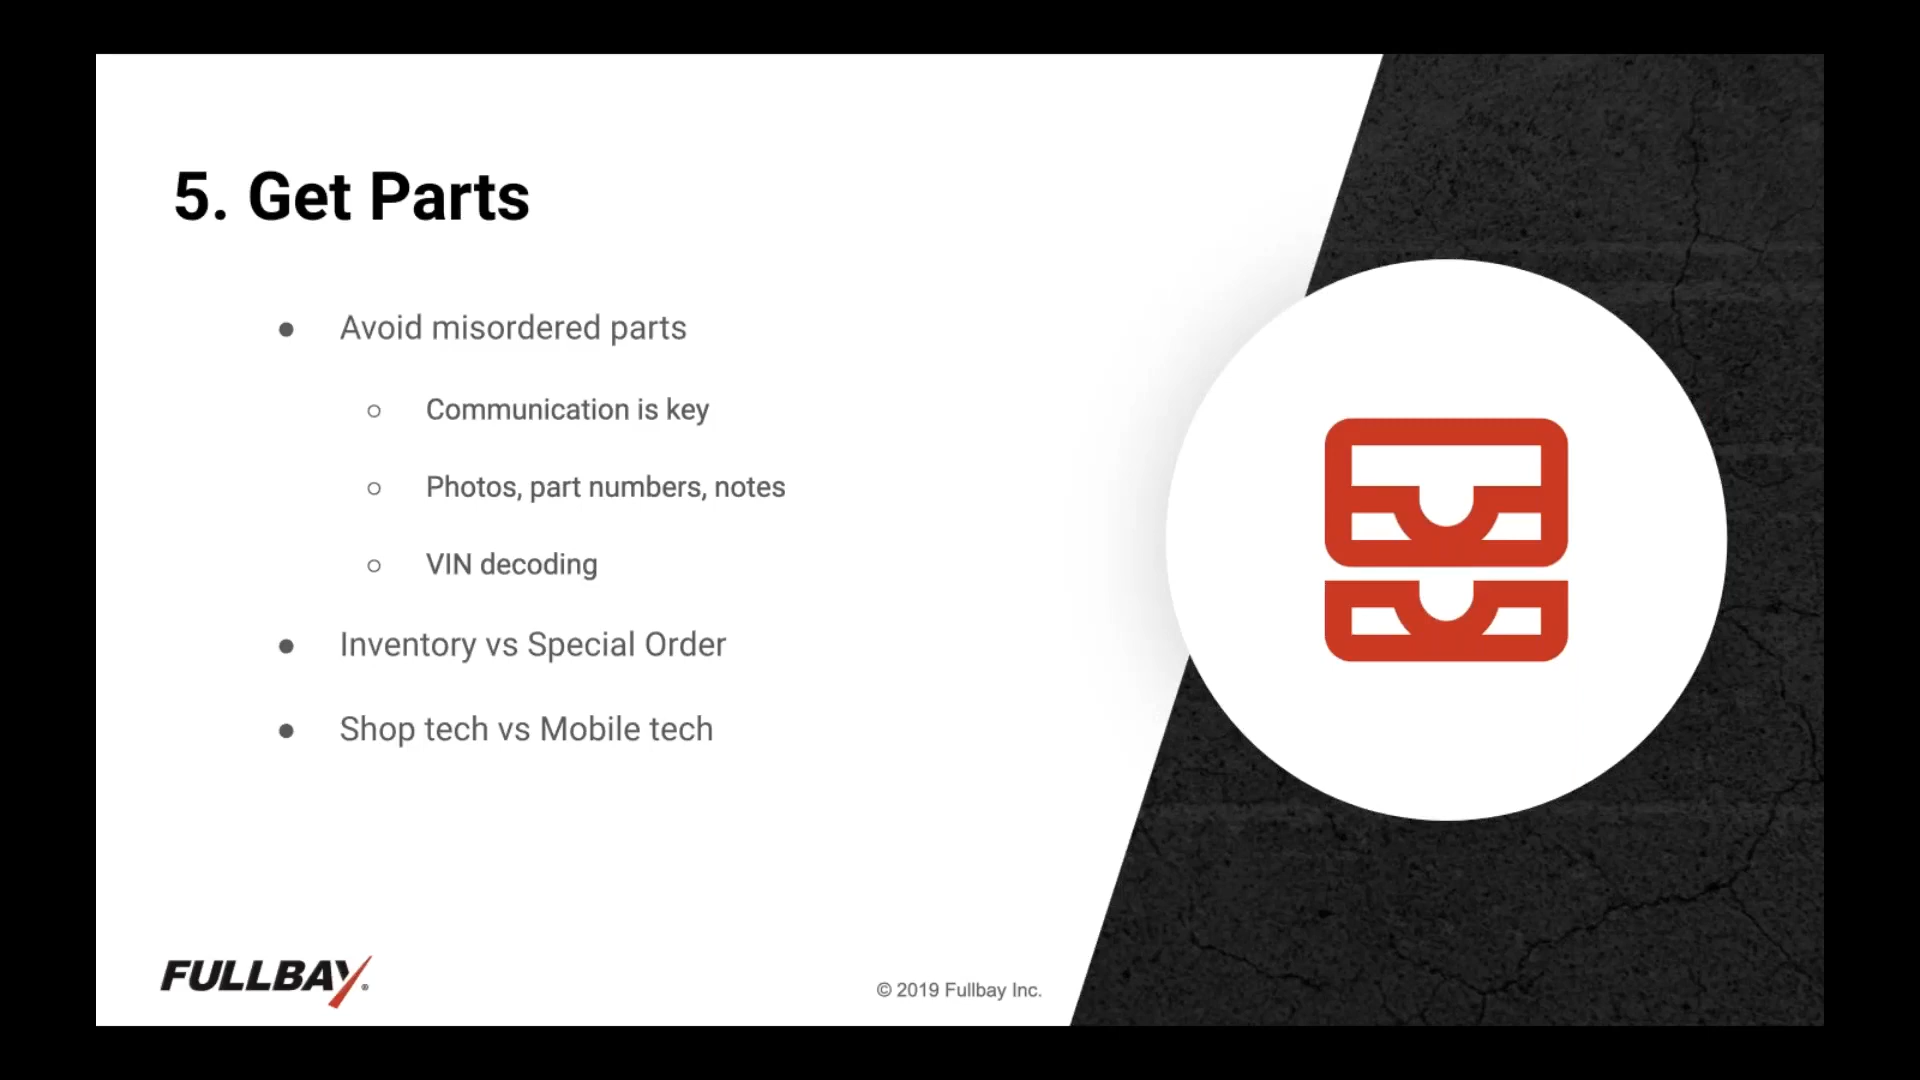 5. Get Parts
● Avoid misordered parts
○ Communication is key
○ Photos, part numbers, notes
○ VIN decoding
● Inventory vs Special Order
● Shop tech vs Mobile tech
FULLBAY®
© 2019 Fullbay Inc.